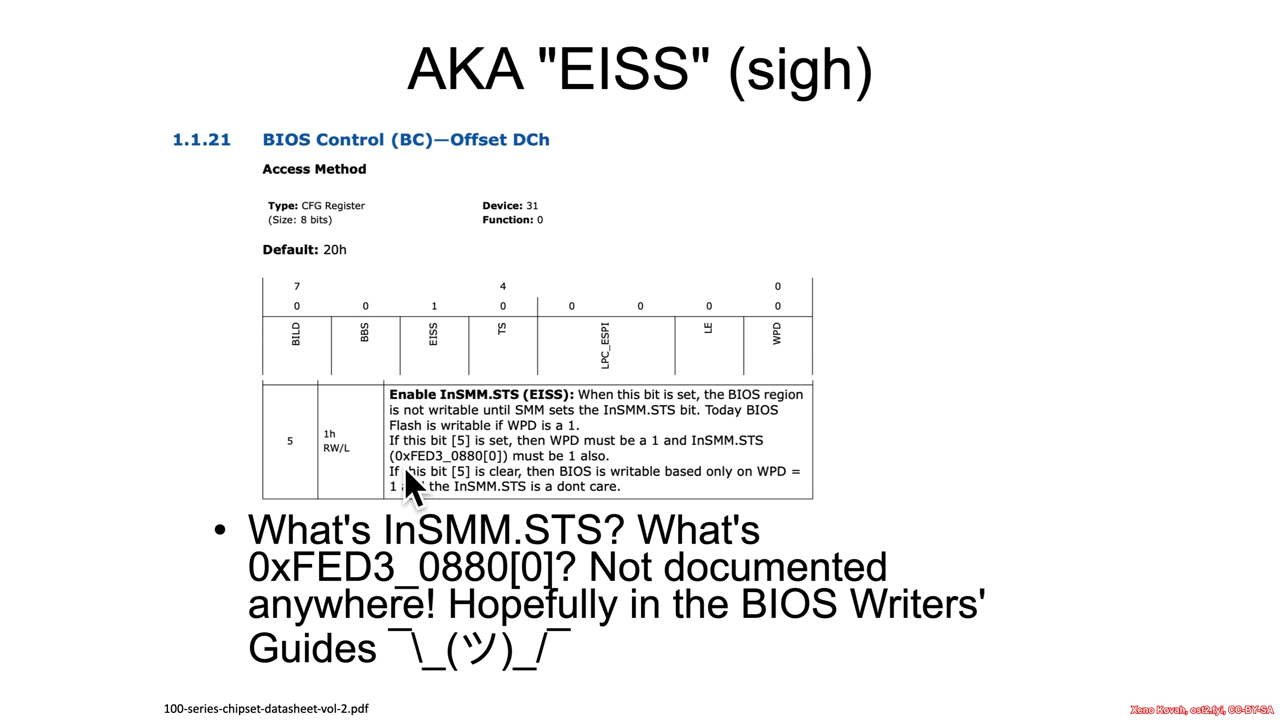 AKA "EISS" (sigh)
1.1.21 BIOS Control (BC)—Offset DCh
Access Method
Type: CFG Register
(Size: 8 bits)
Device: 31
Function: 0
Default: 20h
7 4 0
0 0 1 0 0 0 0 0
BILD BBS EISS TS LPC_ESPI LE WPD
5
1h
RW/L
Enable InSMM.STS (EISS): When this bit is set, the BIOS region
is not writable until SMM sets the InSMM.STS bit. Today BIOS
Flash is writable if WPD is a 1.
If this bit [5] is set, then WPD must be a 1 and InSMM.STS
(0xFED3_0880[0]) must be 1 also.
If this bit [5] is clear, then BIOS is writable based only on WPD =
1 the InSMM.STS is a dont care.
• What's InSMM.STS? What's
0xFED3_0880[0]? Not documented
anywhere! Hopefully in the BIOS Writers'
Guides ¯\_(ツ)_/¯
100-series-chipset-datasheet-vol-2.pdf
Xeno Kovah, ost2.fyi, CC-BY-SA